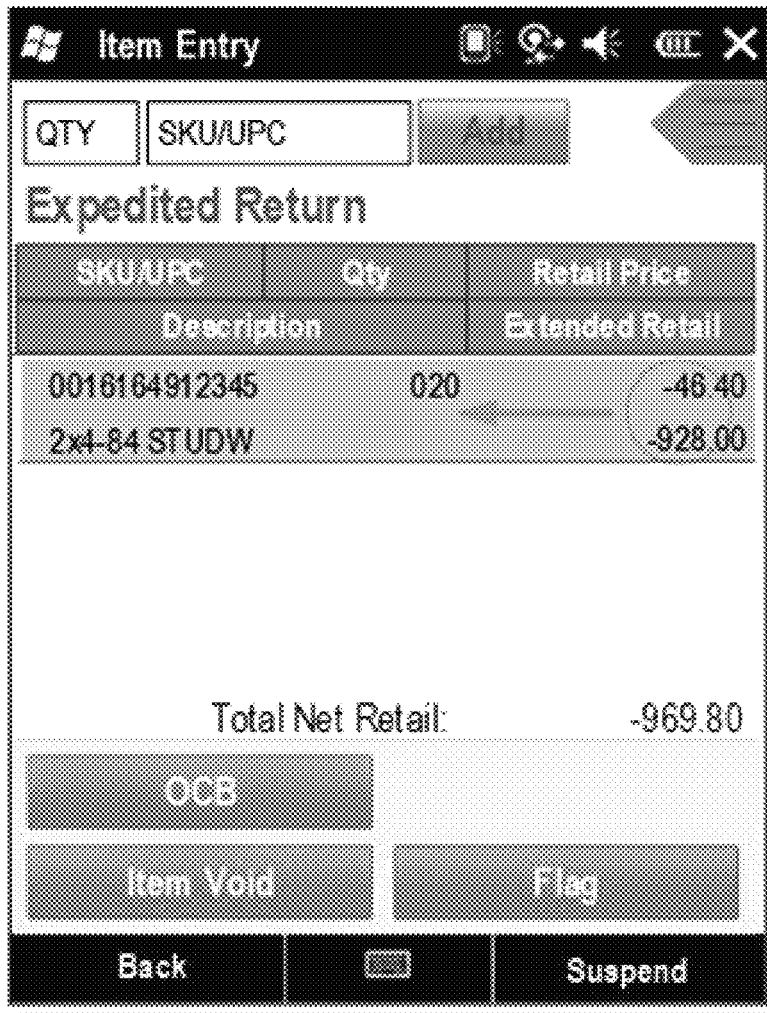 Item Entry
QTY SKU/UPC Add
Expedited Return
SKU/UPC Qty Retail Price
Description Extended Retail
0016164912345 020 -46.40
2x4-84 STUDW -928.00
Total Net Retail: -969.80
OCB
Item Void Flag
Back Suspend